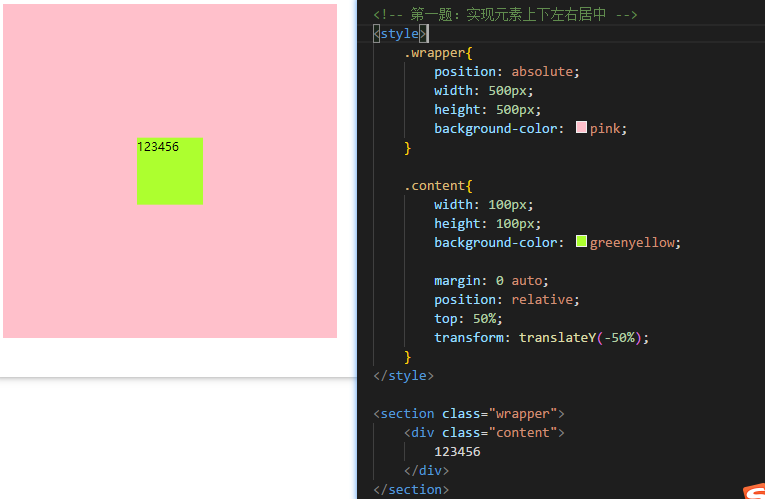 123456
<!-- 第一题：实现元素上下左右居中 -->
<style>
.wrapper{
position: absolute;
width: 500px;
height: 500px;
background-color: pink;
}
.content{
width: 100px;
height: 100px;
background-color: greenyellow;
margin: 0 auto;
position: relative;
top: 50%;
transform: translateY(-50%);
}
</style>
<section class="wrapper">
<div class="content">
123456
</div>
</section>